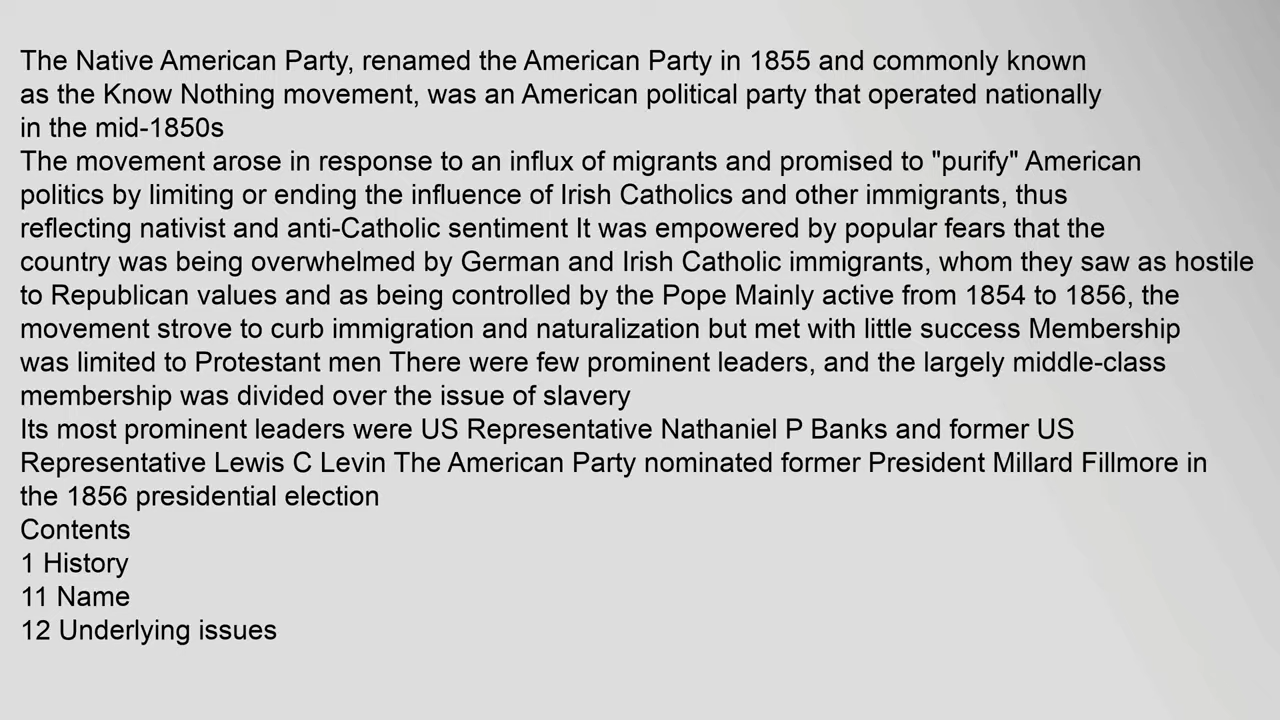 The Native American Party, renamed the American Party in 1855 and commonly known
as the Know Nothing movement, was an American political party that operated nationally
in the mid-1850s
The movement arose in response to an influx of migrants and promised to "purify" American
politics by limiting or ending the influence of Irish Catholics and other immigrants, thus
reflecting nativist and anti-Catholic sentiment It was empowered by popular fears that the
country was being overwhelmed by German and Irish Catholic immigrants, whom they saw as hostile
to Republican values and as being controlled by the Pope Mainly active from 1854 to 1856, the
movement strove to curb immigration and naturalization but met with little success Membership
was limited to Protestant men There were few prominent leaders, and the largely middle-class
membership was divided over the issue of slavery
Its most prominent leaders were US Representative Nathaniel P Banks and former US
Representative Lewis C Levin The American Party nominated former President Millard Fillmore in
the 1856 presidential election
Contents
1 History
11 Name
12 Underlying issues